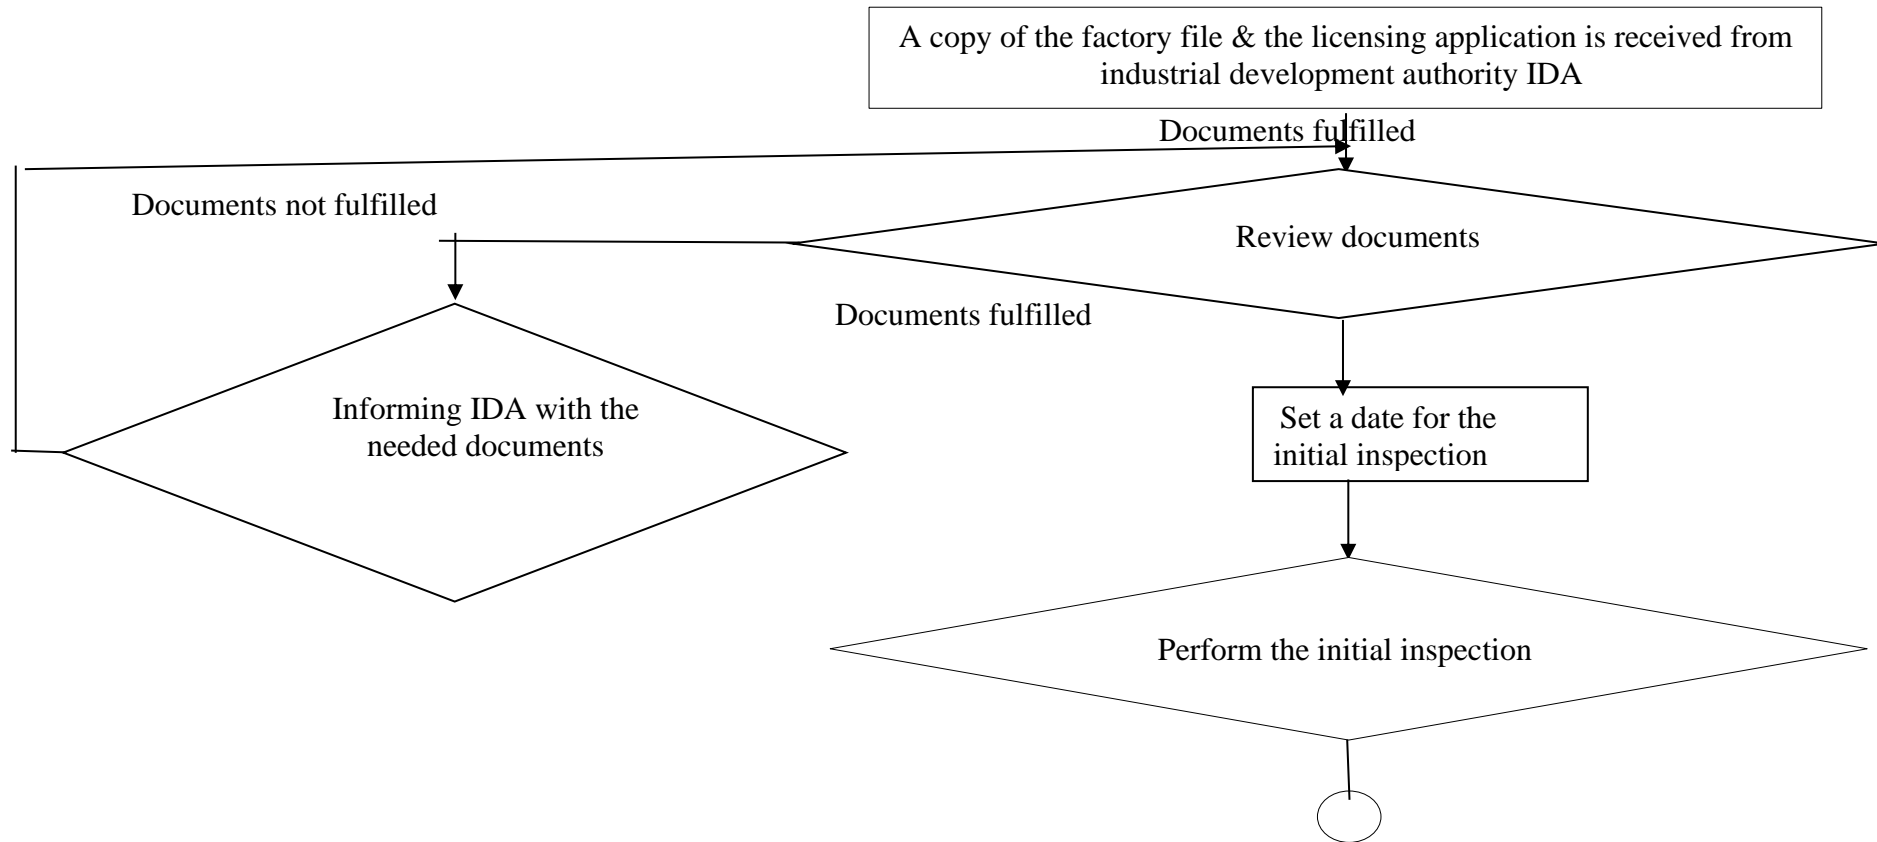 A copy of the factory file & the licensing application is received from
industrial development authority IDA
Documents fulfilled
Documents not fulfilled
Review documents
Documents fulfilled
Informing IDA with the
needed documents
Set a date for the
initial inspection
Perform the initial inspection